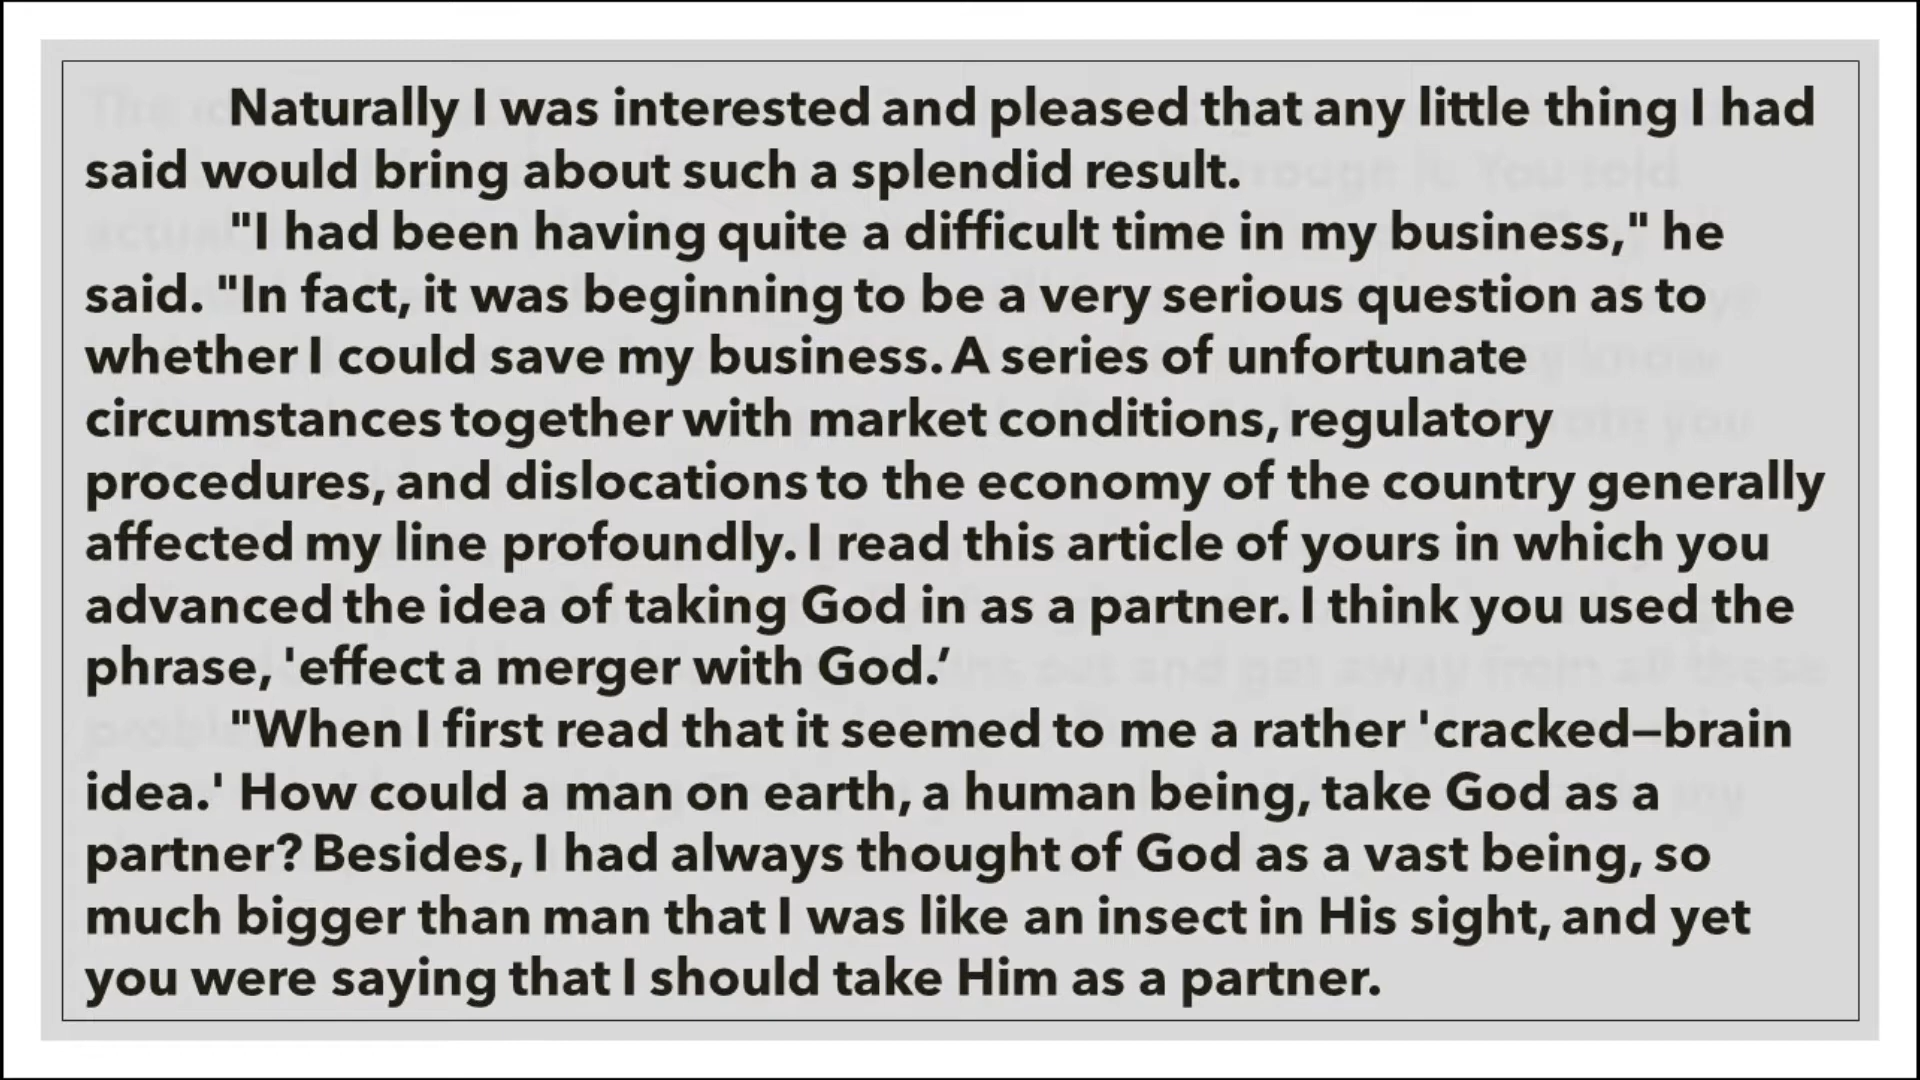 Naturally I was interested and pleased that any little thing I had
said would bring about such a splendid result.
"I had been having quite a difficult time in my business," he
said. "In fact, it was beginning to be a very serious question as to
whether I could save my business. A series of unfortunate
circumstances together with market conditions, regulatory
procedures, and dislocations to the economy of the country generally
affected my line profoundly. I read this article of yours in which you
advanced the idea of taking God in as a partner. I think you used the
phrase, 'effect a merger with God.’
"When I first read that it seemed to me a rather 'cracked–brain
idea.' How could a man on earth, a human being, take God as a
partner? Besides, I had always thought of God as a vast being, so
much bigger than man that I was like an insect in His sight, and yet
you were saying that I should take Him as a partner.